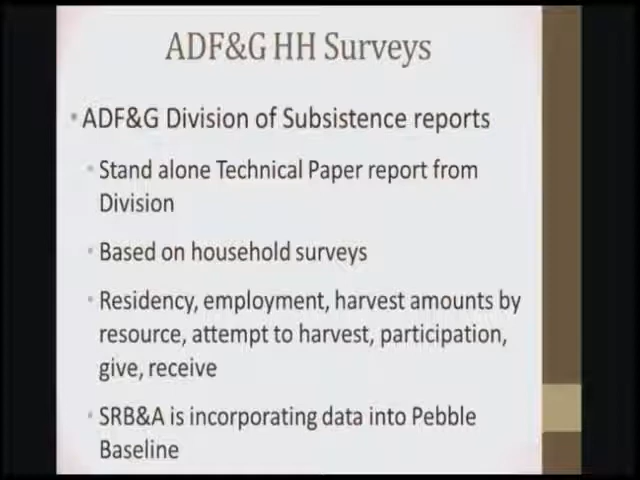 ADF&G HH Surveys
ADF&G Division of Subsistence reports
Stand alone Technical Paper report from
Division
Based on household surveys
Residency, employment, harvest amounts by
resource, attempt to harvest, participation,
give, receive
SRB&A is incorporating data into Pebble
Baseline